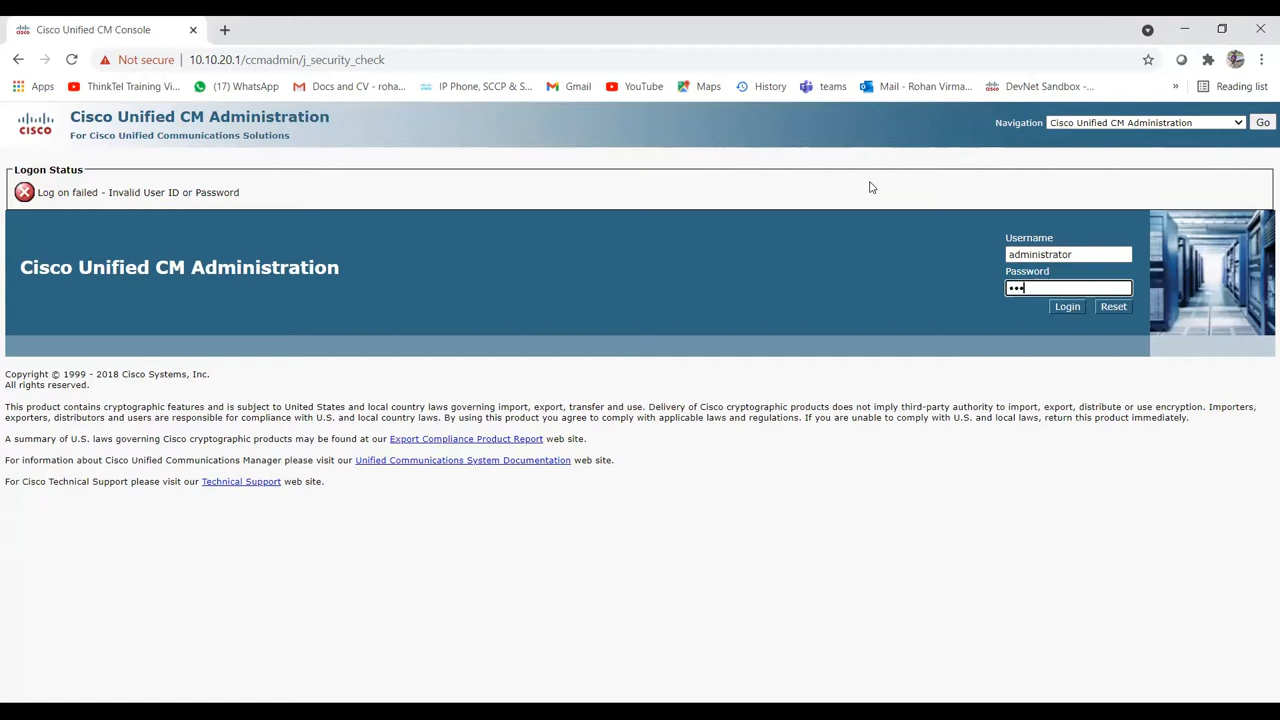 Cisco Unified CM Console
Not secure 10.10.20.1/ccmadmin/j_security_check
Apps ThinkTel Training Vi... (17) WhatsApp Docs and CV - roha... IP Phone, SCCP & S... Gmail YouTube Maps History teams Mail - Rohan Virma... DevNet Sandbox -... » Reading list
CISCO
Cisco Unified CM Administration
For Cisco Unified Communications Solutions
Navigation Cisco Unified CM Administration Go
Logon Status
Log on failed - Invalid User ID or Password
Cisco Unified CM Administration
Username
administrator
Password
•••
Login Reset
Copyright © 1999 - 2018 Cisco Systems, Inc.
All rights reserved.
This product contains cryptographic features and is subject to United States and local country laws governing import, export, transfer and use. Delivery of Cisco cryptographic products does not imply third-party authority to import, export, distribute or use encryption. Importers,
exporters, distributors and users are responsible for compliance with U.S. and local country laws. By using this product you agree to comply with applicable laws and regulations. If you are unable to comply with U.S. and local laws, return this product immediately.
A summary of U.S. laws governing Cisco cryptographic products may be found at our Export Compliance Product Report web site.
For information about Cisco Unified Communications Manager please visit our Unified Communications System Documentation web site.
For Cisco Technical Support please visit our Technical Support web site.